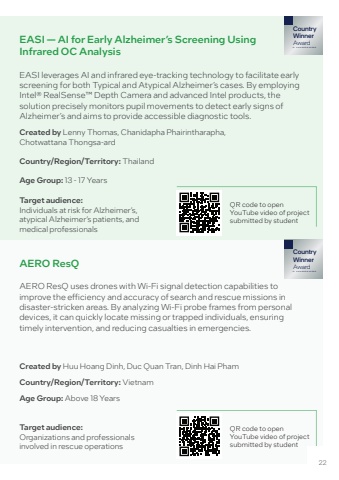 Country
Winner
Award
EASI — AI for Early Alzheimer's Screening Using
Infrared OC Analysis
EASI leverages AI and infrared eye-tracking technology to facilitate early
screening for both Typical and Atypical Alzheimer's cases. By employing
Intel® RealSense™ Depth Camera and advanced Intel products, the
solution precisely monitors pupil movements to detect early signs of
Alzheimer's and aims to provide accessible diagnostic tools.
Created by Lenny Thomas, Chanidapha Phairintharapha,
Chotwattana Thongsa-ard
Country/Region/Territory: Thailand
Age Group: 13 - 17 Years
Target audience:
Individuals at risk for Alzheimer's,
atypical Alzheimer's patients, and
medical professionals
QR code to open
YouTube video of project
submitted by student
Country
Winner
Award
AERO ResQ
AERO ResQ uses drones with Wi-Fi signal detection capabilities to
improve the efficiency and accuracy of search and rescue missions in
disaster-stricken areas. By analyzing Wi-Fi probe frames from personal
devices, it can quickly locate missing or trapped individuals, ensuring
timely intervention, and reducing casualties in emergencies.
Created by Huu Hoang Dinh, Duc Quan Tran, Dinh Hai Pham
Country/Region/Territory: Vietnam
Age Group: Above 18 Years
Target audience:
Organizations and professionals
involved in rescue operations
QR code to open
YouTube video of project
submitted by student
22